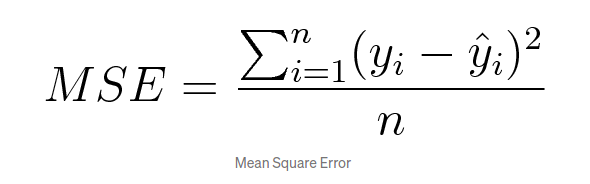 MSE = \frac{\sum_{i=1}^{n}(y_i - \hat{y}_i)^2}{n}
Mean Square Error